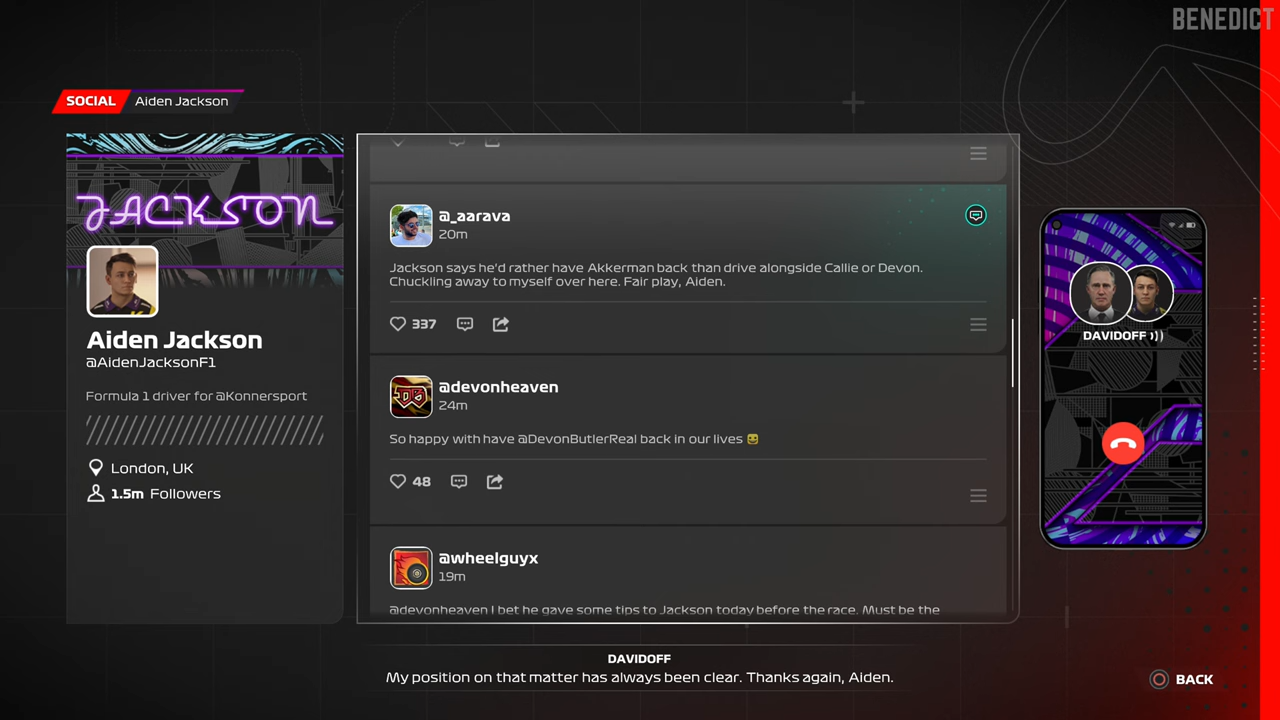 BENEDICT
SOCIAL Aiden Jackson
JACKSON
Aiden Jackson
@AidenJacksonF1
Formula 1 driver for @Konnersport
London, UK
1.5m Followers
@_aarava
20m
Jackson says he'd rather have Akkerman back than drive alongside Callie or Devon.
Chuckling away to myself over here. Fair play, Aiden.
337
@devonheaven
24m
So happy with have @DevonButlerReal back in our lives
48
@wheelguyx
19m
@devonheaven I bet he gave some tips to Jackson today before the race. Must be the
DAVIDOFF
DAVIDOFF
My position on that matter has always been clear. Thanks again, Aiden.
BACK